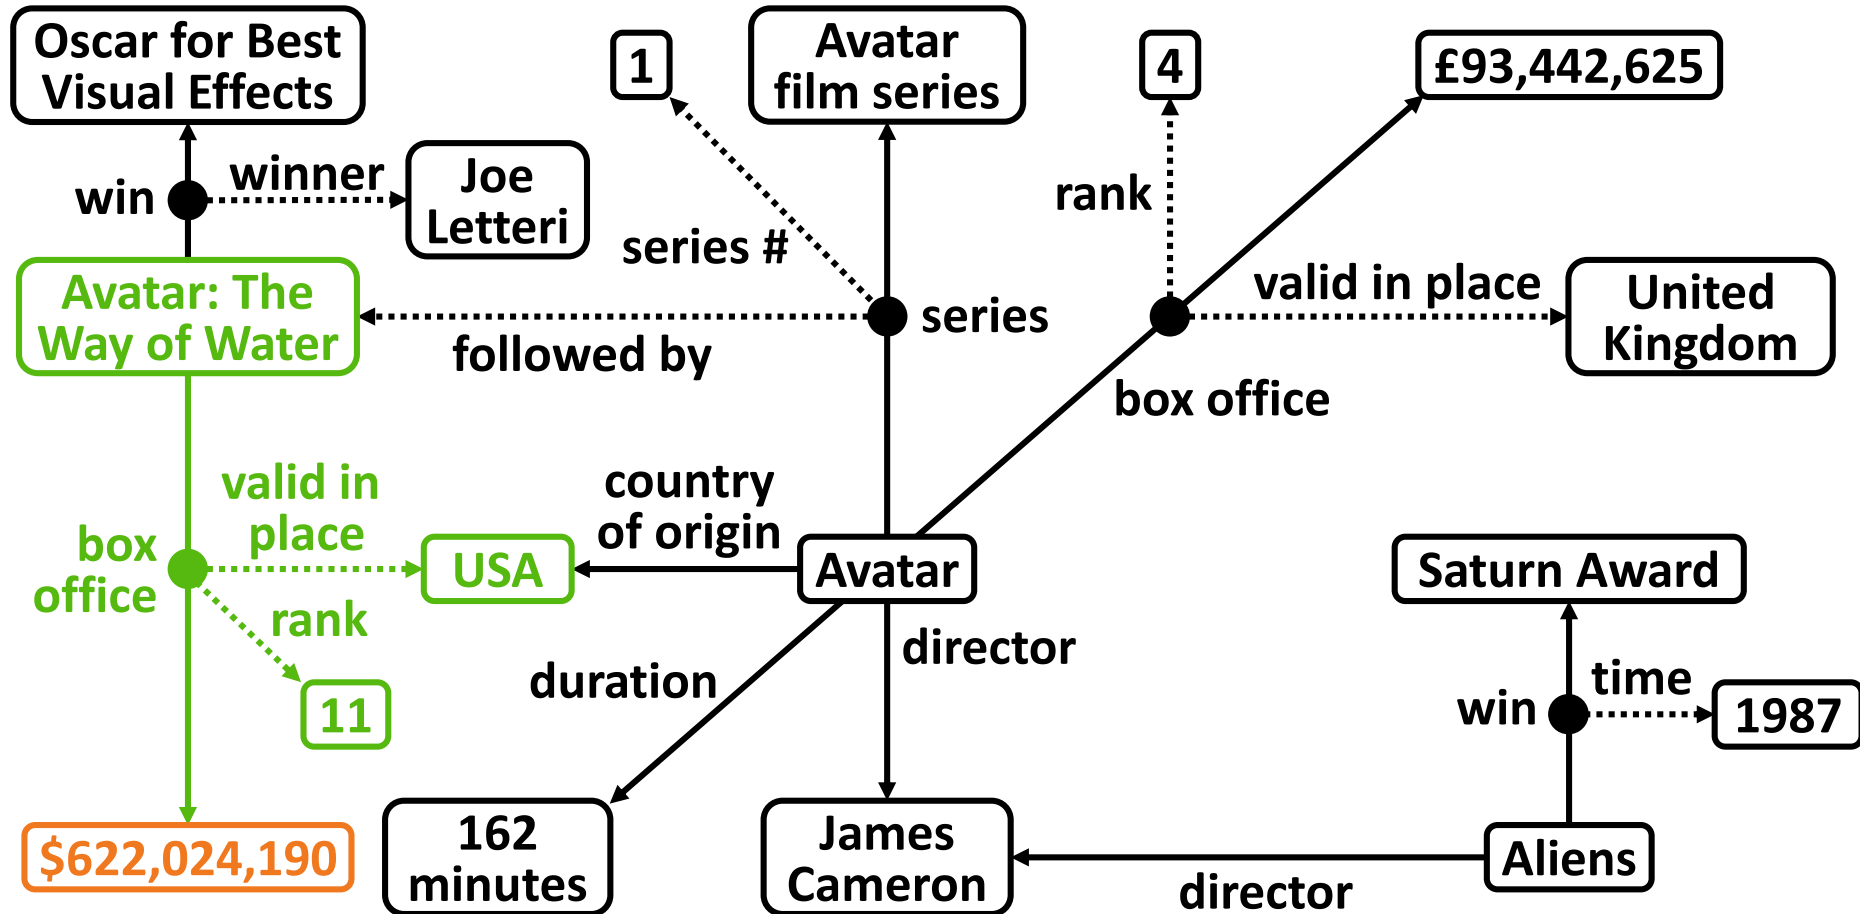 Oscar for Best
Visual Effects
1
Avatar
film series
4
£93,442,625
win
winner
Joe
Letteri
rank
series #
Avatar: The
Way of Water
followed by
series
valid in place
United
Kingdom
box office
valid in
place
country
of origin
box
office
USA
Avatar
Saturn Award
rank
director
duration
11
win
time
1987
$622,024,190
162
minutes
James
Cameron
director
Aliens